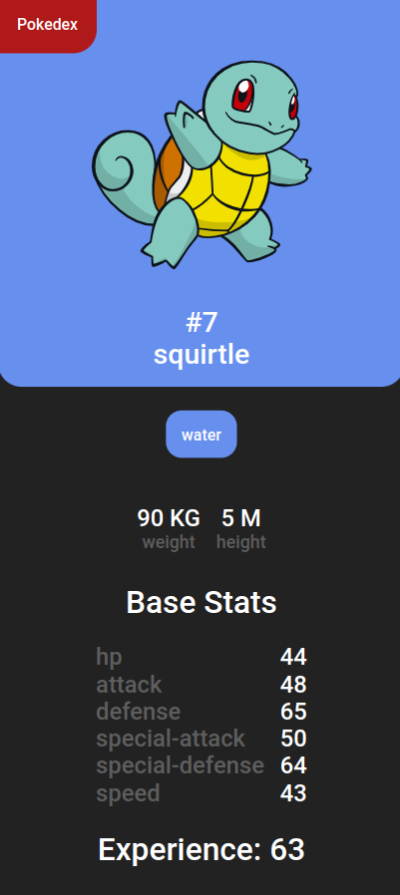 Pokedex
#7
squirtle
water
90 KG 5 M
weight height
Base Stats
hp 44
attack 48
defense 65
special-attack 50
special-defense 64
speed 43
Experience: 63